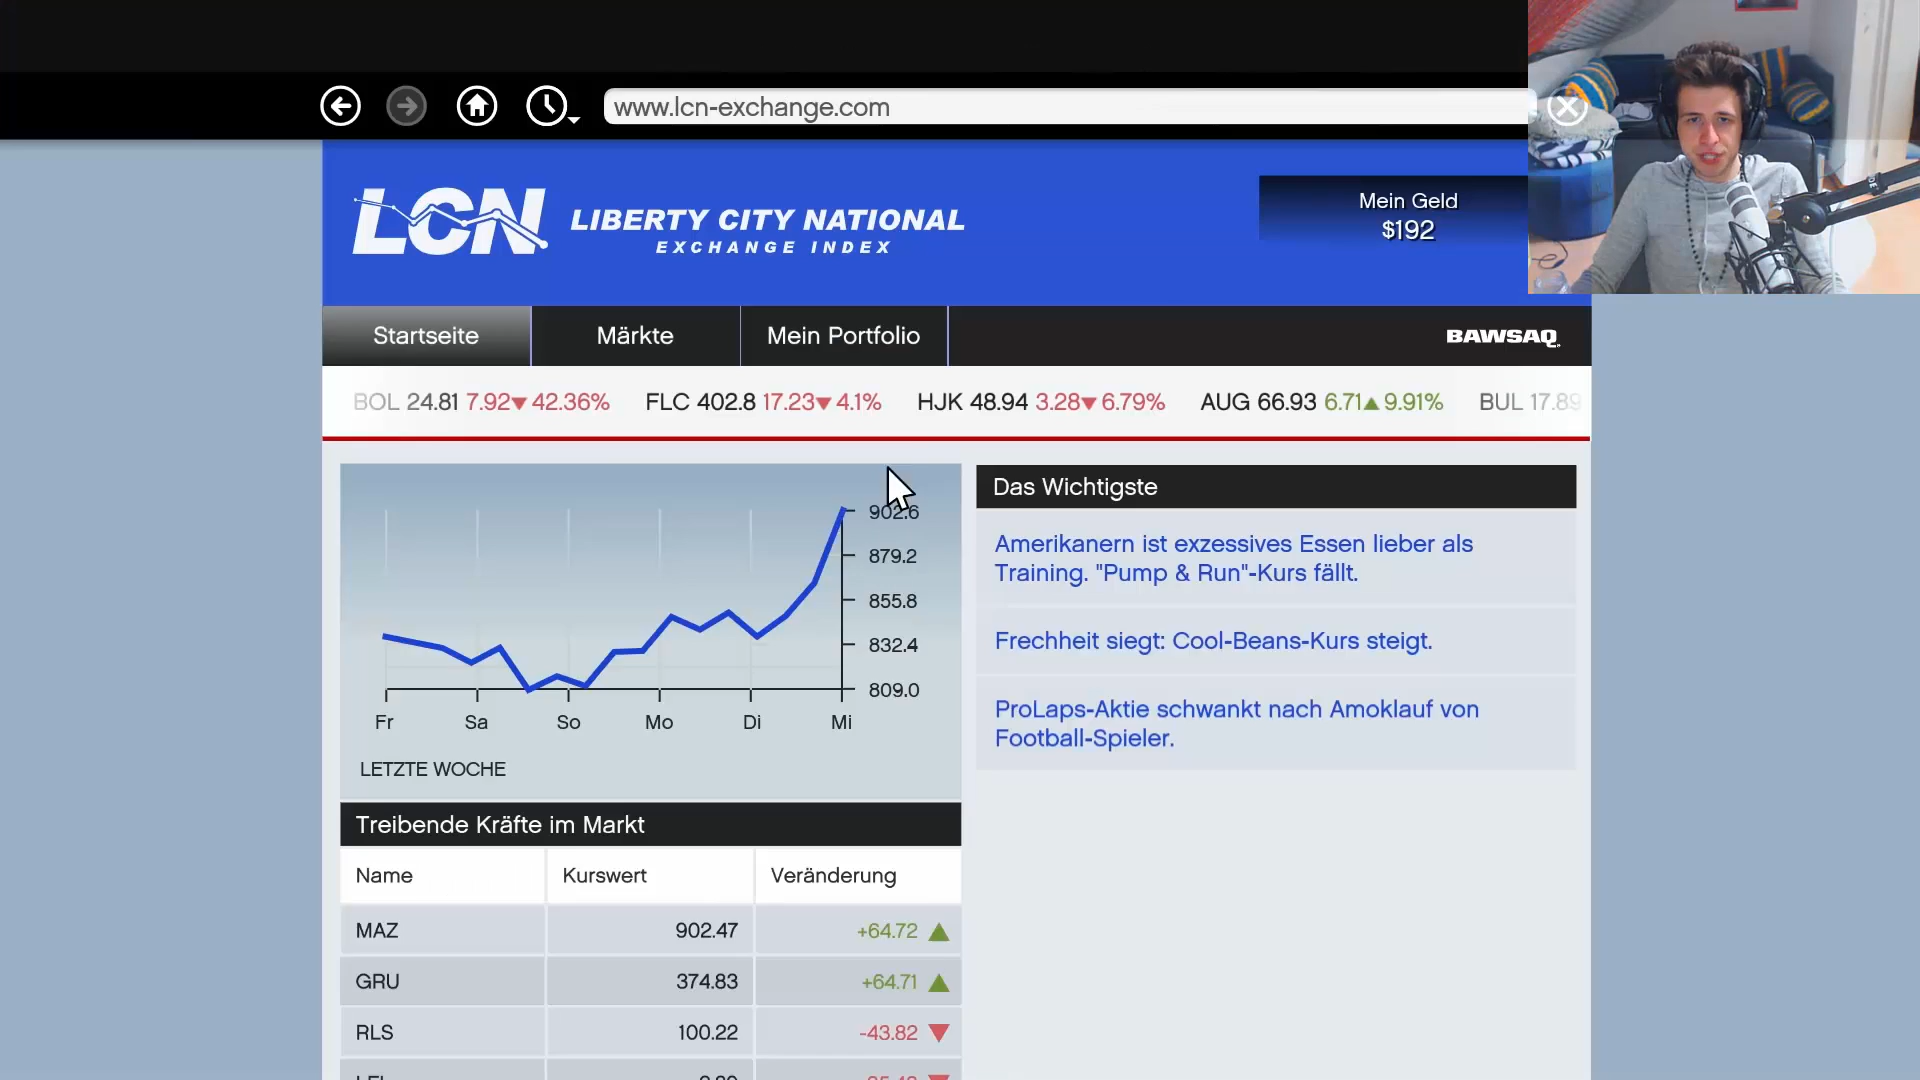 www.lcn-exchange.com
LCN LIBERTY CITY NATIONAL
EXCHANGE INDEX
Mein Geld
$192
Startseite Märkte Mein Portfolio BAWSAQ
BOL 24.81 7.92▼42.36% FLC 402.8 17.23▼4.1% HJK 48.94 3.28▼6.79% AUG 66.93 6.71▲9.91% BUL 17.89
902.6
879.2
855.8
832.4
809.0
Fr Sa So Mo Di Mi
LETZTE WOCHE
Treibende Kräfte im Markt
Name Kurswert Veränderung
MAZ 902.47 +64.72 ▲
GRU 374.83 +64.71 ▲
RLS 100.22 -43.82 ▼
Das Wichtigste
Amerikanern ist exzessives Essen lieber als
Training. "Pump & Run"-Kurs fällt.
Frechheit siegt: Cool-Beans-Kurs steigt.
ProLaps-Aktie schwankt nach Amoklauf von
Football-Spieler.